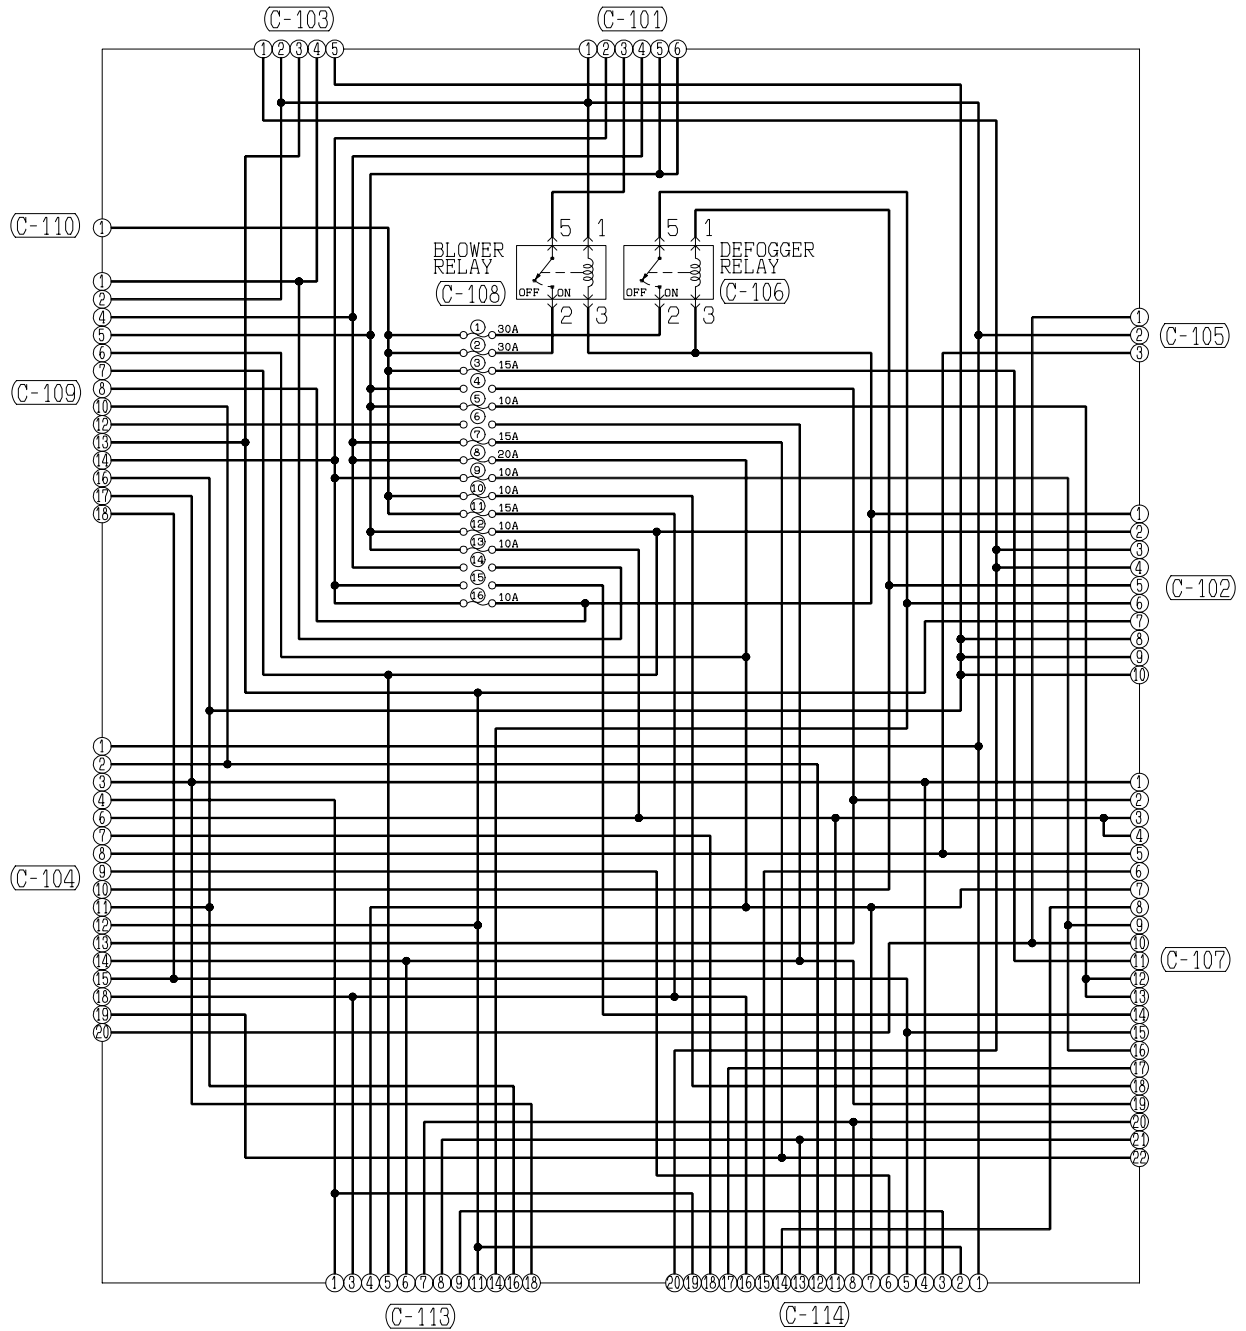 (C-103)
(C-101)
1 2 3 4 5
1 2 3 4 5 6
(C-110)
1
5 1
5 1
BLOWER
RELAY
DEFOGGER
RELAY
(C-108)
(C-106)
OFF ON
OFF ON
2 3
2 3
(C-109)
1
2
4
5
6
7
8
10
12
13
14
16
17
18
1 30A
2 30A
3 15A
4
5 10A
6
7 15A
8 20A
9 10A
10 10A
11 15A
12 10A
13 10A
14
15
16 10A
1
2
3
(C-105)
1
2
3
4
5
6
7
8
9
10
(C-102)
(C-104)
1
2
3
4
6
7
8
9
10
11
12
13
14
15
18
19
20
1
2
3
4
5
6
7
8
9
10
11
12
13
14
15
16
17
18
19
20
21
22
(C-107)
1 3 4 5 6 7 8 9 11 14 16 18
20 19 18 17 16 15 14 13 12 11 8 7 6 5 4 3 2 1
(C-113)
(C-114)